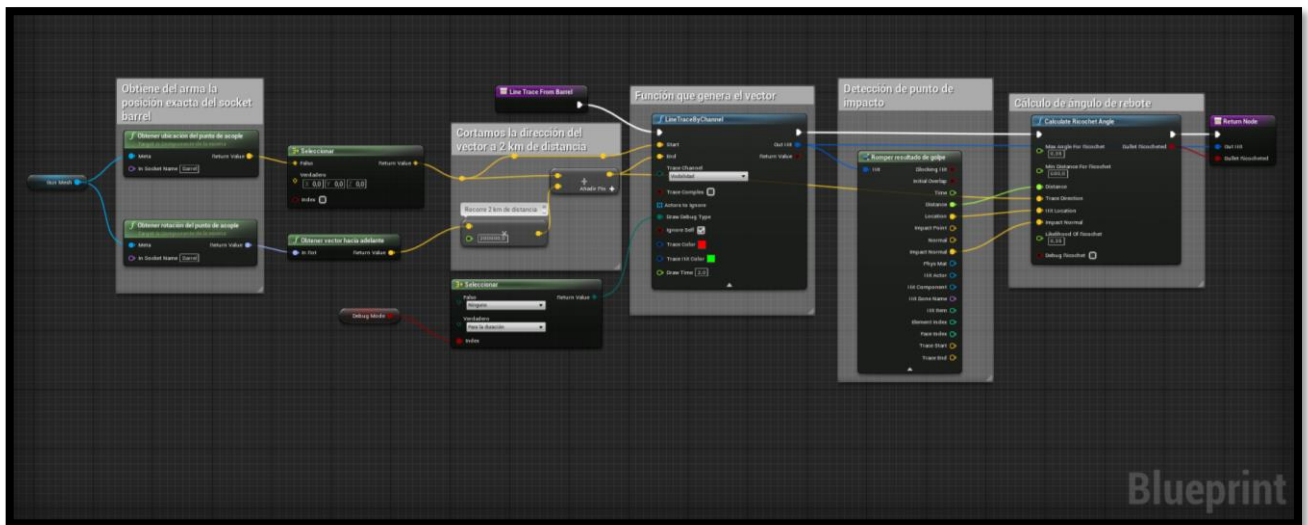 Obtiene del arma la
posición exacta del socket
barrel
Obtener ubicación del punto de acople
Meta
Return Value
In Socket Name
Barrel
Gun Mesh
Obtener rotación del punto de acople
Meta
Return Value
In Socket Name
Barrel
Seleccionar
False
Return Value
Verdadero
X 0,0 Y 0,0 Z 0,0
Index
Obtener vector hacia adelante
In Rot
Return Value
Line Trace From Barrel
Cortamos la dirección del
vector a 2 km de distancia
Añadir Pin +
Recorre 2 km de distancia
Debug Mode
Seleccionar
False
Return Value
Ninguno
Verdadero
Para la duración
Index
Función que genera el vector
LineTraceByChannel
Start
Out Hit
End
Return Value
Trace Channel
Visibilidad
Trace Complex
Actors to Ignore
Draw Debug Type
Ignore Self
Trace Color
Trace Hit Color
Draw Time
Detección de punto de
impacto
Romper resultado de golpe
Hit
Blocking Hit
Initial Overlap
Time
Distance
Location
Impact Point
Normal
Impact Normal
Phys Mat
Hit Actor
Hit Component
Hit Bone Name
Hit Item
Element Index
Face Index
Trace Start
Trace End
Cálculo de ángulo de rebote
Calculate Ricochet Angle
Max Angle For Ricochet
Bullet Ricocheted
Min Distance For Ricochet
Distance
Trace Direction
Hit Location
Impact Normal
Likelihood Of Ricochet
Debug Ricochet
Return Node
Out Hit
Bullet Ricocheted
Blueprint